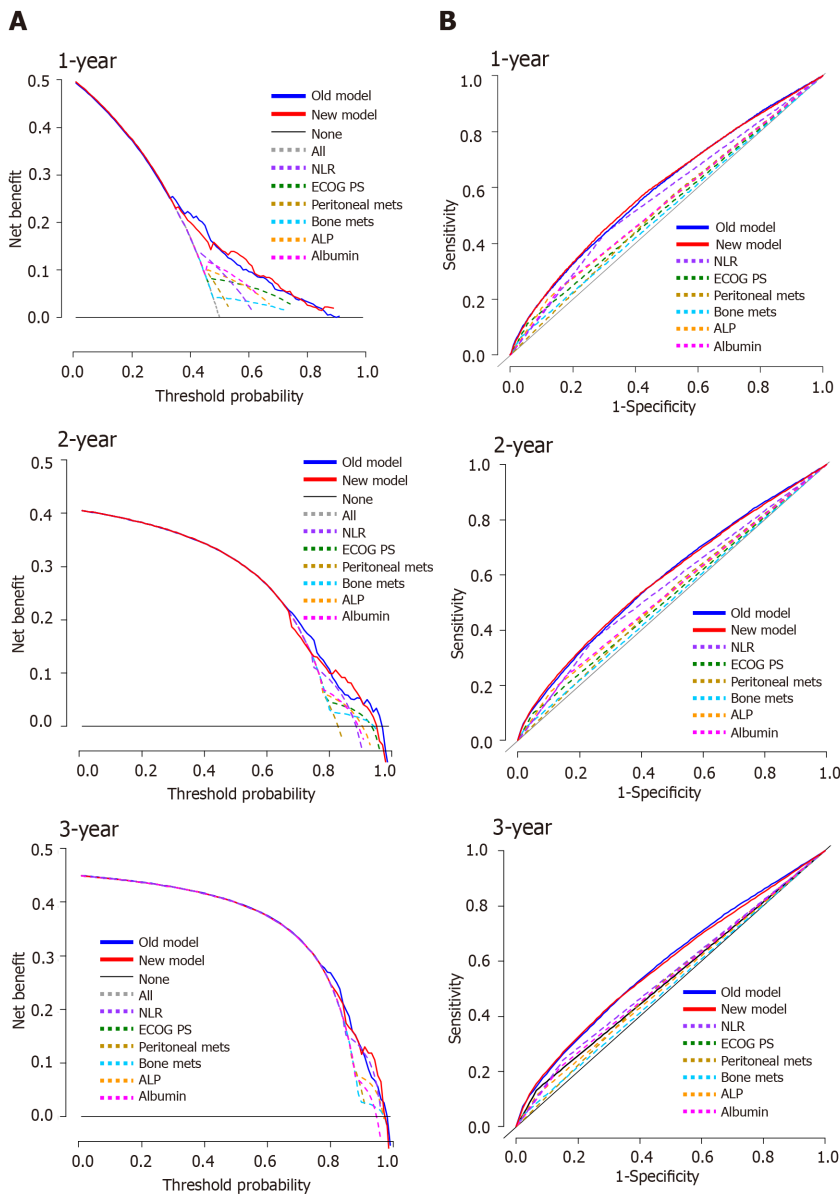 A
1-year
0.5
0.4
0.3
0.2
0.1
0.0
Net benefit
Old model
New model
None
All
NLR
ECOG PS
Peritoneal mets
Bone mets
ALP
Albumin
0.0 0.2 0.4 0.6 0.8 1.0
Threshold probability
2-year
0.5
0.4
0.3
0.2
0.1
0.0
Net benefit
Old model
New model
None
All
NLR
ECOG PS
Peritoneal mets
Bone mets
ALP
Albumin
0.0 0.2 0.4 0.6 0.8 1.0
Threshold probability
3-year
0.5
0.4
0.3
0.2
0.1
0.0
Net benefit
Old model
New model
None
All
NLR
ECOG PS
Peritoneal mets
Bone mets
ALP
Albumin
0.0 0.2 0.4 0.6 0.8 1.0
Threshold probability
B
1-year
1.0
0.8
0.6
0.4
0.2
0.0
Sensitivity
Old model
New model
NLR
ECOG PS
Peritoneal mets
Bone mets
ALP
Albumin
0.0 0.2 0.4 0.6 0.8 1.0
1-Specificity
2-year
1.0
0.8
0.6
0.4
0.2
0.0
Sensitivity
Old model
New model
NLR
ECOG PS
Peritoneal mets
Bone mets
ALP
Albumin
0.0 0.2 0.4 0.6 0.8 1.0
1-Specificity
3-year
1.0
0.8
0.6
0.4
0.2
0.0
Sensitivity
Old model
New model
NLR
ECOG PS
Peritoneal mets
Bone mets
ALP
Albumin
0.0 0.2 0.4 0.6 0.8 1.0
1-Specificity